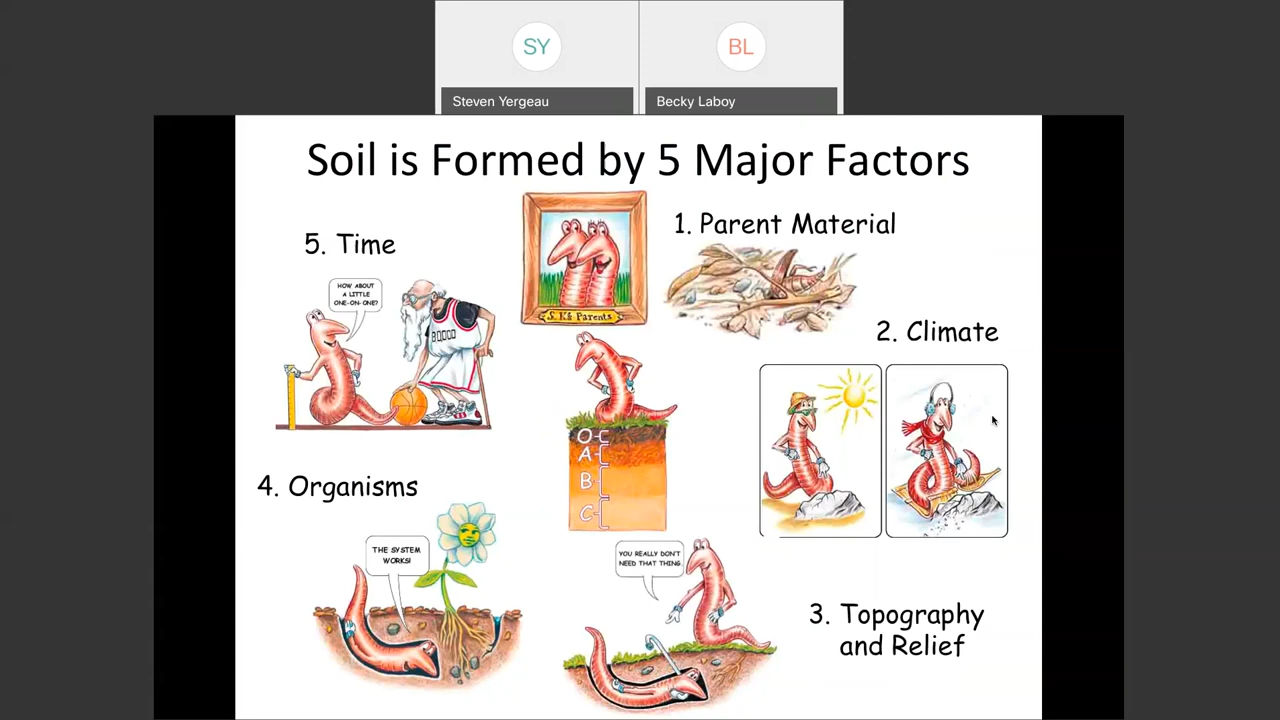 SY
BL
Steven Yergeau
Becky Laboy
Soil is Formed by 5 Major Factors
1. Parent Material
S. K.'s Parents
5. Time
HOW ABOUT
A LITTLE
ONE-ON-ONE?
2. Climate
O
A
B
C
4. Organisms
THE SYSTEM
WORKS!
YOU REALLY DON'T
NEED THAT THING.
3. Topography
and Relief